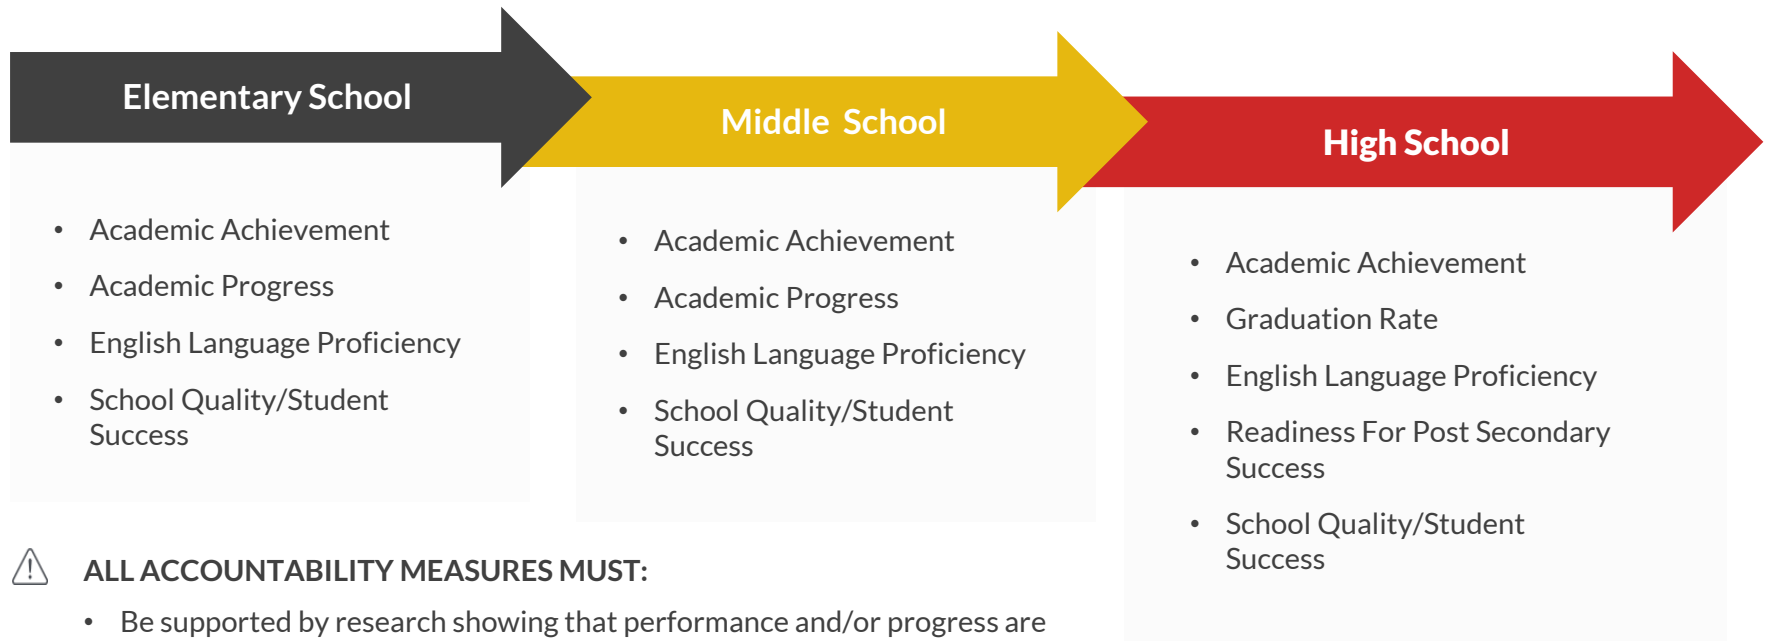 Elementary School
• Academic Achievement
• Academic Progress
• English Language Proficiency
• School Quality/Student
Success
Middle School
• Academic Achievement
• Academic Progress
• English Language Proficiency
• School Quality/Student
Success
High School
• Academic Achievement
• Graduation Rate
• English Language Proficiency
• Readiness For Post Secondary
Success
• School Quality/Student
Success
ALL ACCOUNTABILITY MEASURES MUST:
• Be supported by research showing that performance and/or progress are